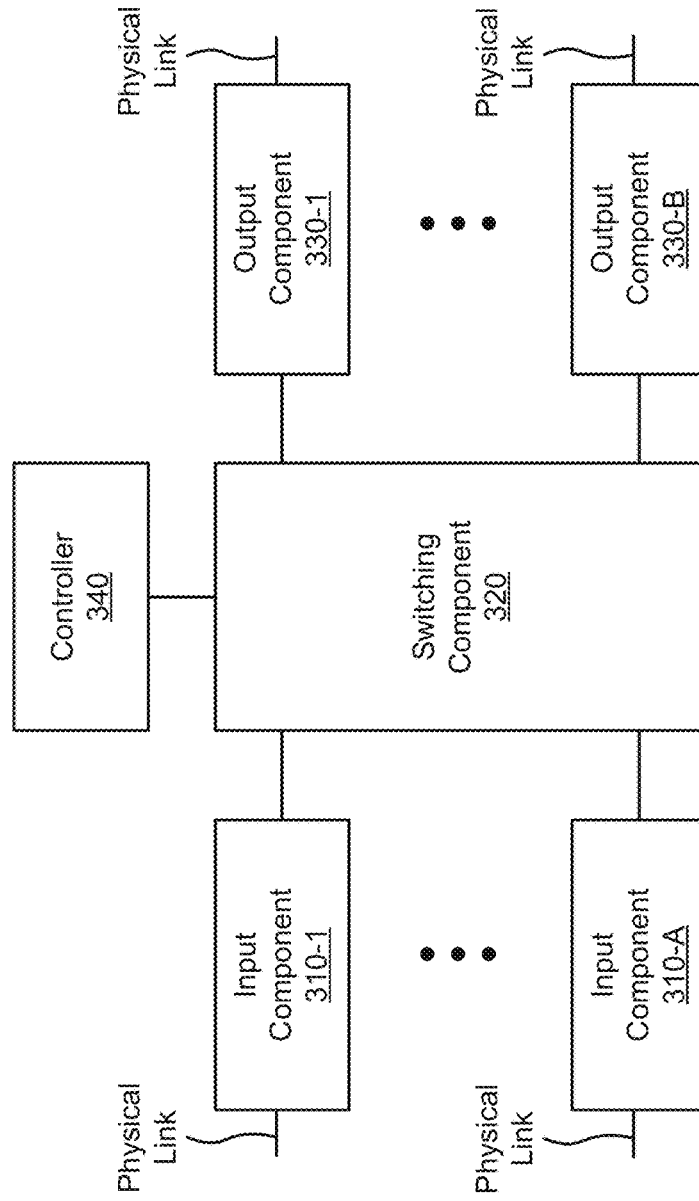 Controller
340
Physical
Link
Input
Component
310-1
Switching
Component
320
Output
Component
330-1
Physical
Link
Physical
Link
Input
Component
310-A
Output
Component
330-B
Physical
Link